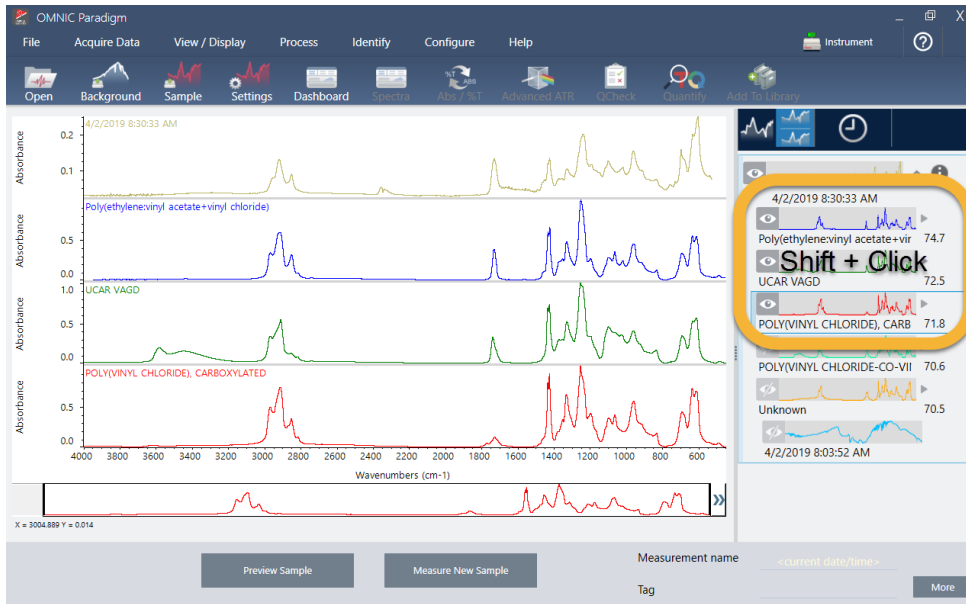 OMNIC Paradigm
File Acquire Data View / Display Process Identify Configure Help Instrument
Open Background Sample Settings Dashboard Spectra Abs / %T Advanced ATR QCheck Quantify Add To Library
%T ABS
4/2/2019 8:30:33 AM
Absorbance
0.2
0.1
Poly(ethylene:vinyl acetate+vinyl chloride)
Absorbance
0.5
0.0
UCAR VAGD
Absorbance
1.0
0.5
0.0
POLY(VINYL CHLORIDE), CARBOXYLATED
Absorbance
0.5
0.0
4000 3800 3600 3400 3200 3000 2800 2600 2400 2200 2000 1800 1600 1400 1200 1000 800 600
Wavenumbers (cm-1)
X = 3004.889 Y = 0.014
4/2/2019 8:30:33 AM
Poly(ethylene:vinyl acetate+vir 74.7
Shift + Click
UCAR VAGD 72.5
POLY(VINYL CHLORIDE), CARB 71.8
POLY(VINYL CHLORIDE-CO-VII 70.6
Unknown 70.5
4/2/2019 8:03:52 AM
Preview Sample
Measure New Sample
Measurement name <current date/time>
Tag
More